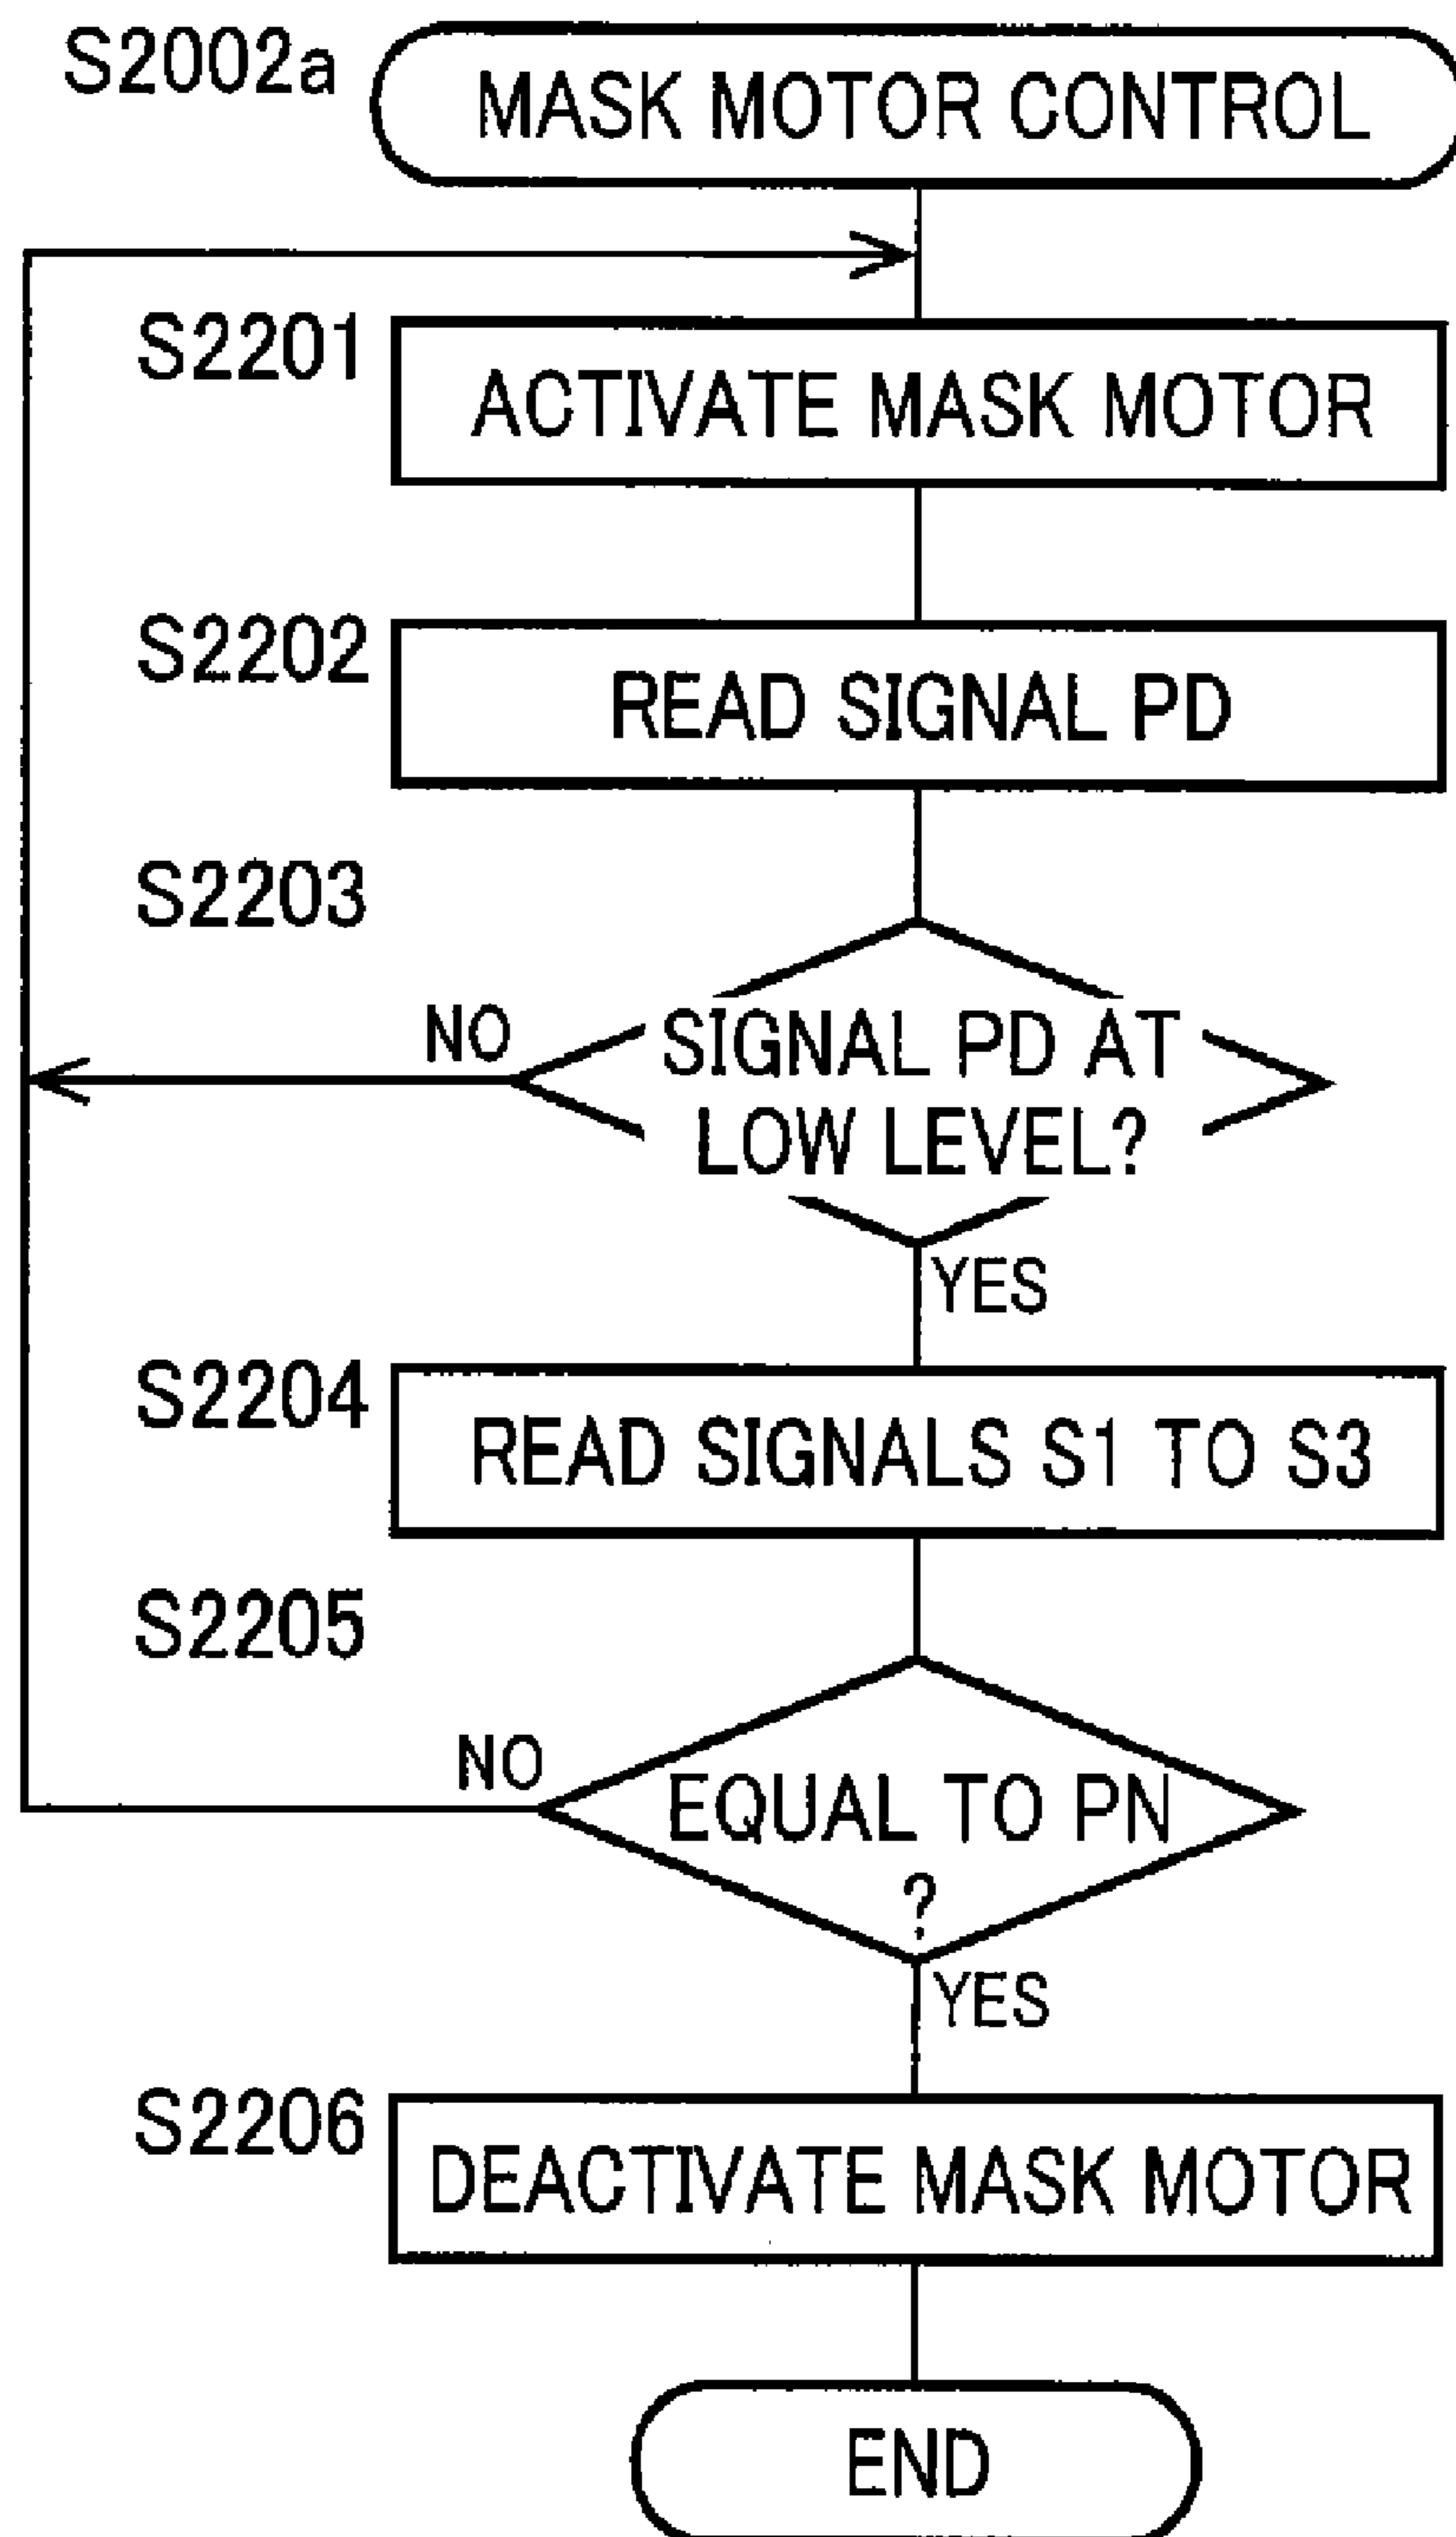 S2002a
MASK MOTOR CONTROL
S2201
ACTIVATE MASK MOTOR
S2202
READ SIGNAL PD
S2203
NO
SIGNAL PD AT
LOW LEVEL?
YES
S2204
READ SIGNALS S1 TO S3
S2205
NO
EQUAL TO PN
?
YES
S2206
DEACTIVATE MASK MOTOR
END